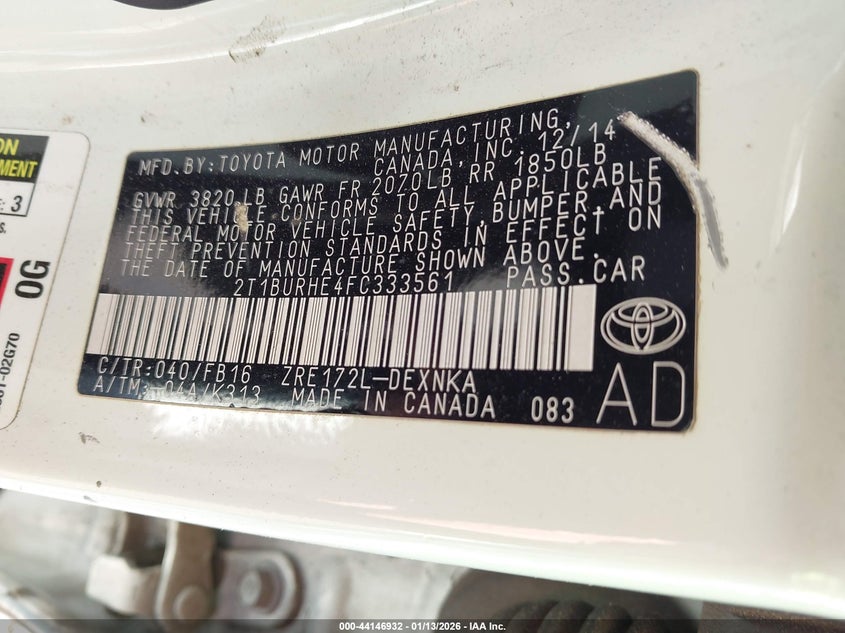 MFD.BY:TOYOTA MOTOR MANUFACTURING,
CANADA, INC. 12/14
GVWR 3820 LB GAWR FR 2070LB RR 1850LB
THIS VEHICLE CONFORMS TO ALL APPLICABLE
FEDERAL MOTOR VEHICLE SAFETY, BUMPER, AND
THEFT PREVENTION STANDARDS IN EFFECT ON
THE DATE OF MANUFACTURE SHOWN ABOVE.
2T1BURHE4FC333561 PASS.CAR
C/TR:040/FB16 ZRE172L-DEXNKA
A/TM:-04A/K313 MADE IN CANADA 083
AD
3
0G
-02G70
000-44146932 - 01/13/2026 - IAA Inc.